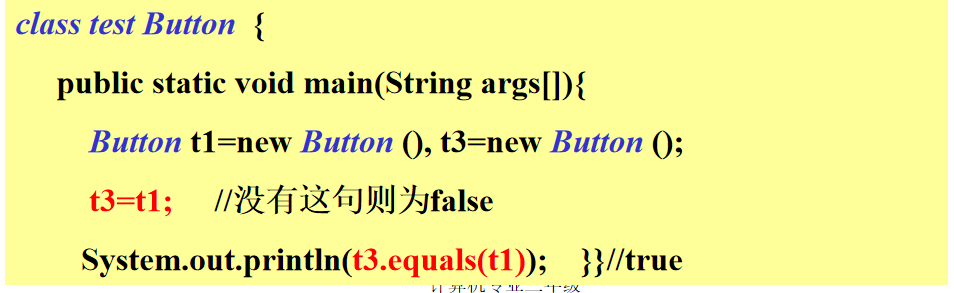 class test Button {
public static void main(String args[]){
Button t1=new Button (), t3=new Button ();
t3=t1; //没有这句则为false
System.out.println(t3.equals(t1)); }}//true